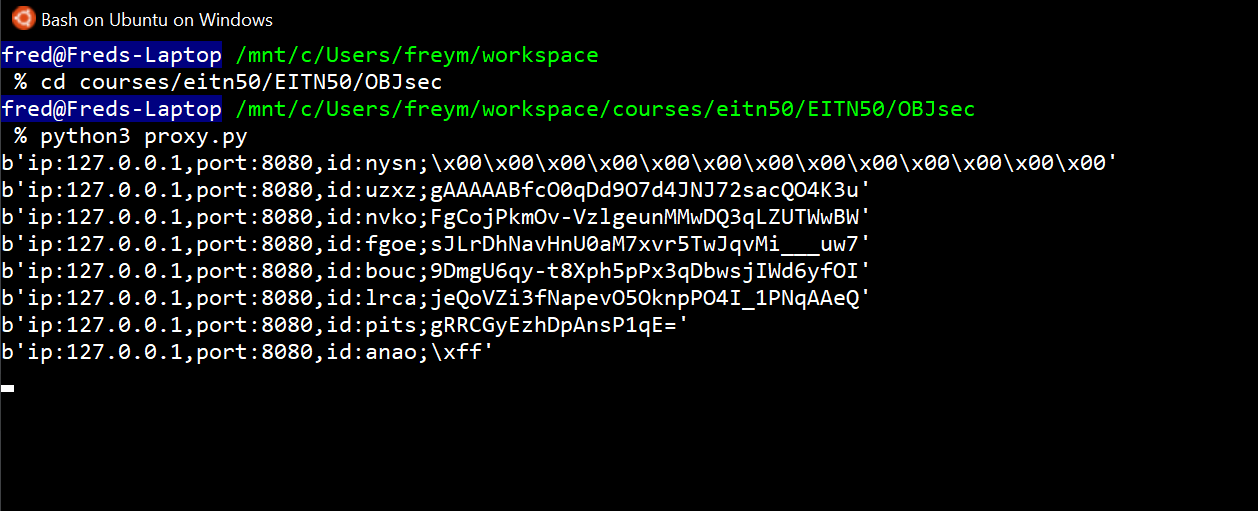 Bash on Ubuntu on Windows
fred@Freds-Laptop /mnt/c/Users/freym/workspace
% cd courses/eitn50/EITN50/OBJsec
fred@Freds-Laptop /mnt/c/Users/freym/workspace/courses/eitn50/EITN50/OBJsec
% python3 proxy.py
b'ip:127.0.0.1,port:8080,id:nysn;\x00\x00\x00\x00\x00\x00\x00\x00\x00\x00\x00\x00\x00'
b'ip:127.0.0.1,port:8080,id:uzxz;gAAAAABfcO0qDd9O7d4JNJ72sacQO4K3u'
b'ip:127.0.0.1,port:8080,id:nvko;FgCojPkmOv-VzlgeunMMwDQ3qLZUTWwBW'
b'ip:127.0.0.1,port:8080,id:fgoe;sJLrDhNavHnU0aM7xvr5TwJqvMi___uw7'
b'ip:127.0.0.1,port:8080,id:bouc;9DmgU6qy-t8Xph5pPx3qDbwsjIWd6yfOI'
b'ip:127.0.0.1,port:8080,id:lrca;jeQoVZi3fNapevO5OknpPO4I_1PNqAAeQ'
b'ip:127.0.0.1,port:8080,id:pits;gRRCGyEzhDpAnsP1qE='
b'ip:127.0.0.1,port:8080,id:anao;\xff'